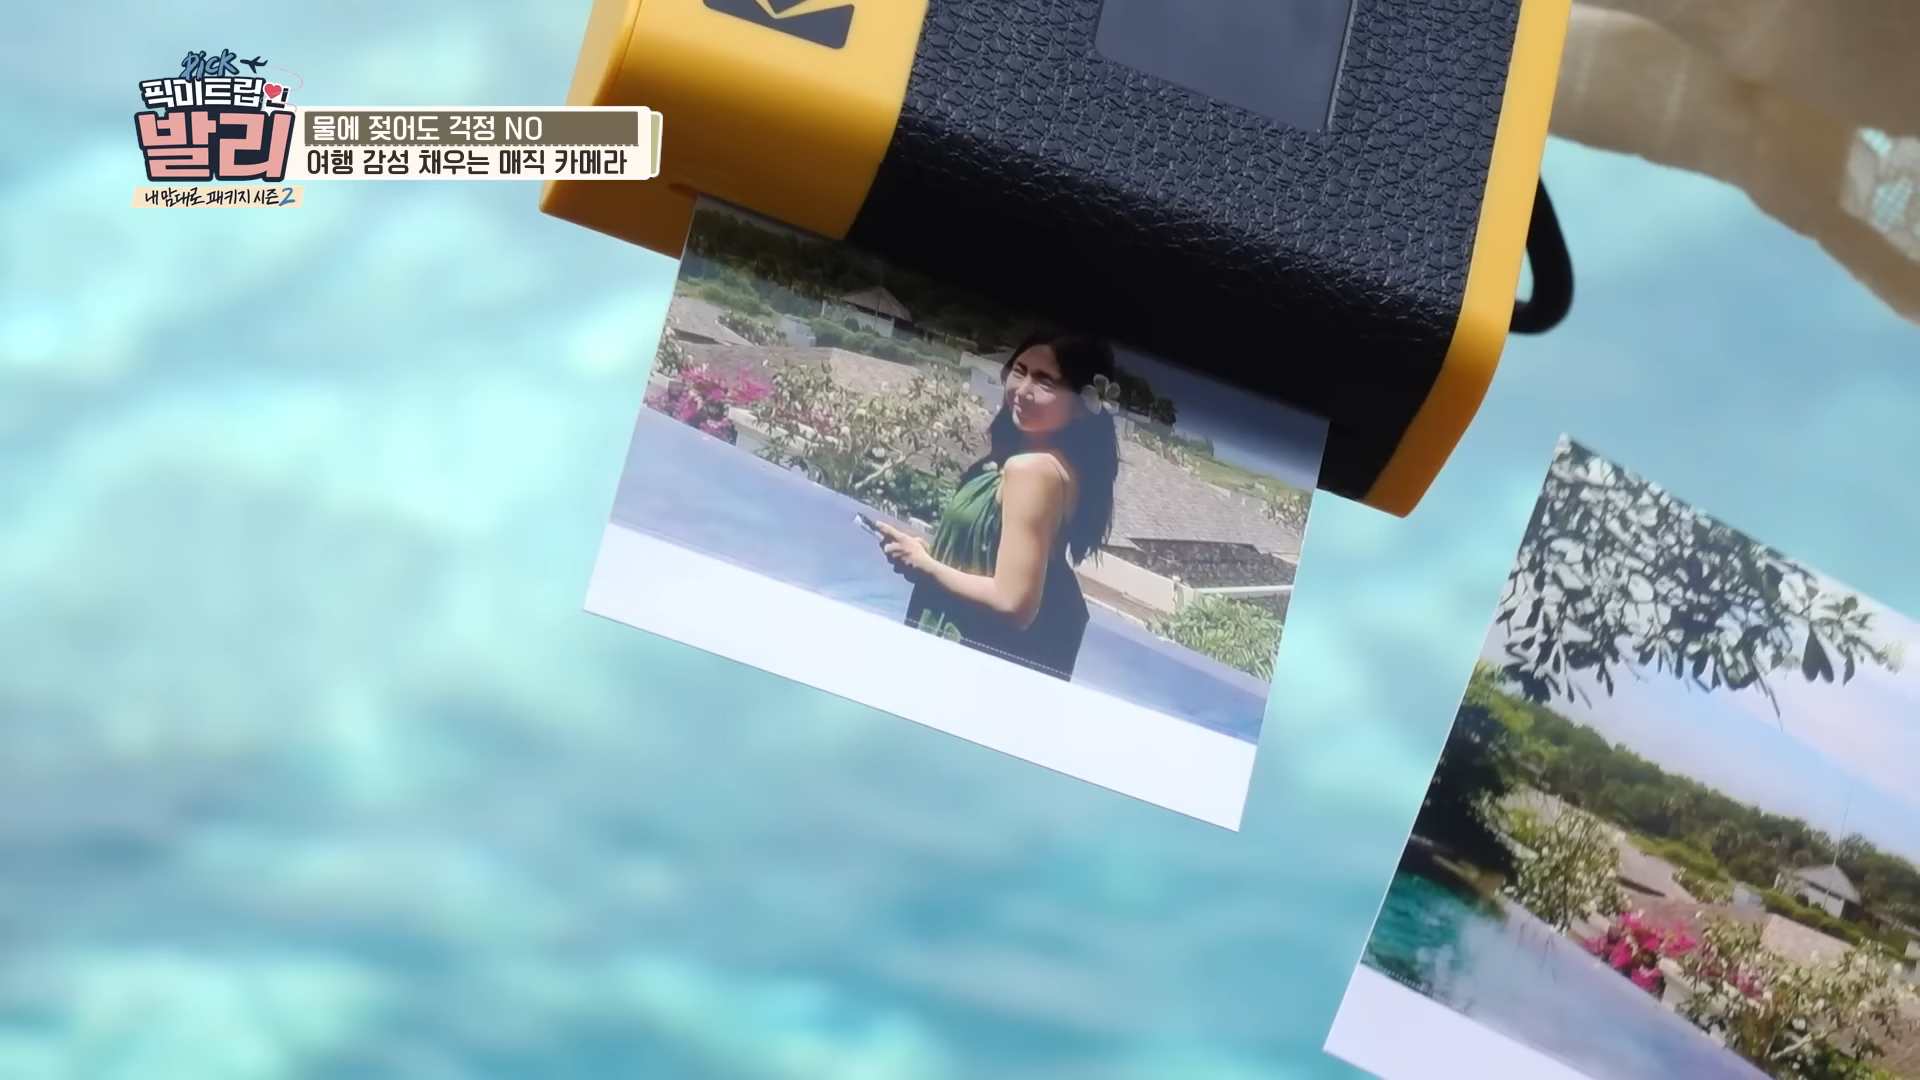 PICK
픽미트립인
발리
내 맘대로 패키지 시즌2
물에 젖어도 걱정 NO
여행 감성 채우는 매직 카메라